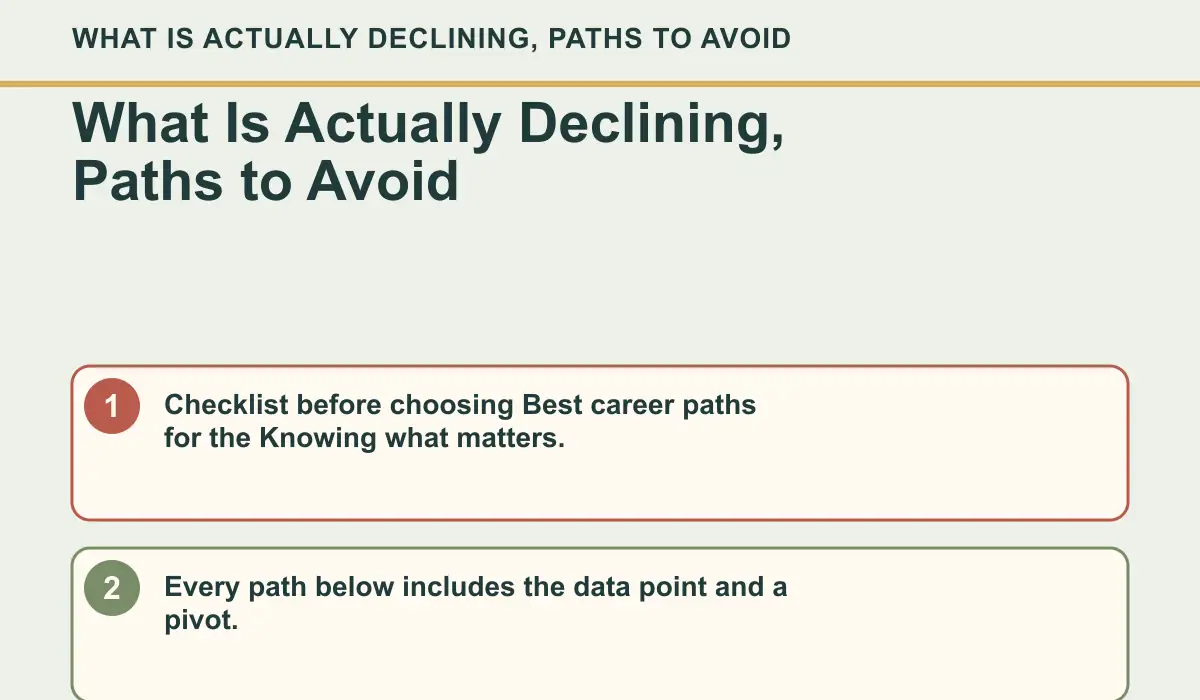 WHAT IS ACTUALLY DECLINING, PATHS TO AVOID
What Is Actually Declining,
Paths to Avoid
1
Checklist before choosing Best career paths
for the Knowing what matters.
2
Every path below includes the data point and a
pivot.